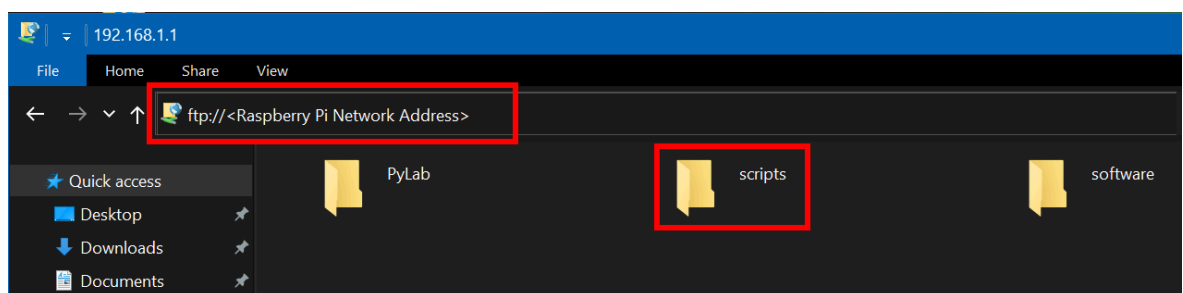 192.168.1.1
File Home Share View
ftp://<Raspberry Pi Network Address>
Quick access
Desktop
Downloads
Documents
PyLab scripts software